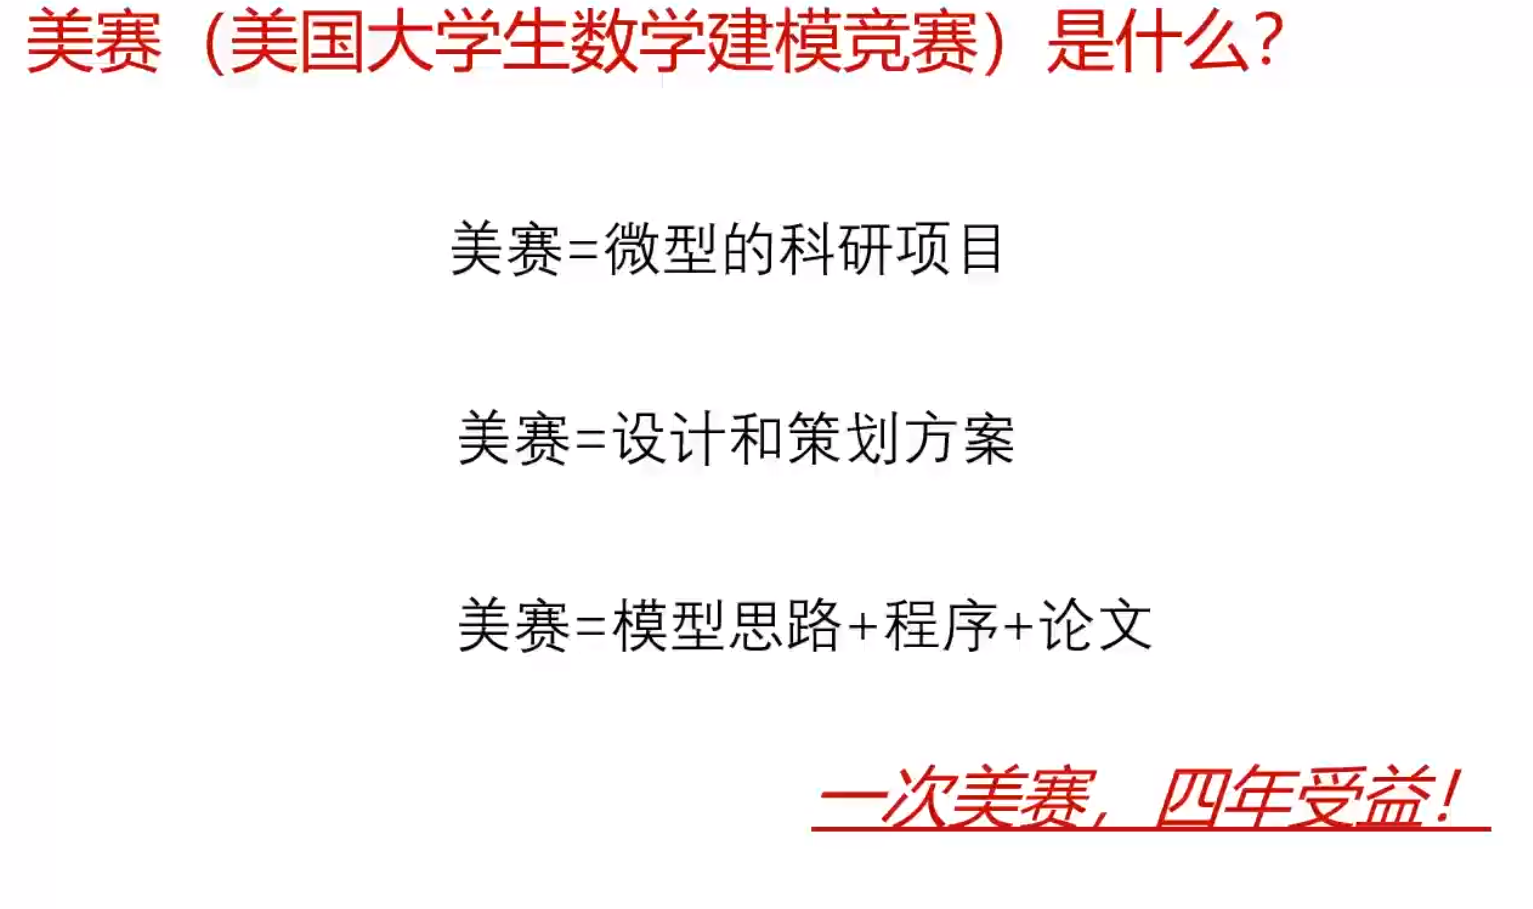 美赛（美国大学生数学建模竞赛）是什么？
美赛=微型的科研项目
美赛=设计和策划方案
美赛=模型思路+程序+论文
一次美赛，四年受益！